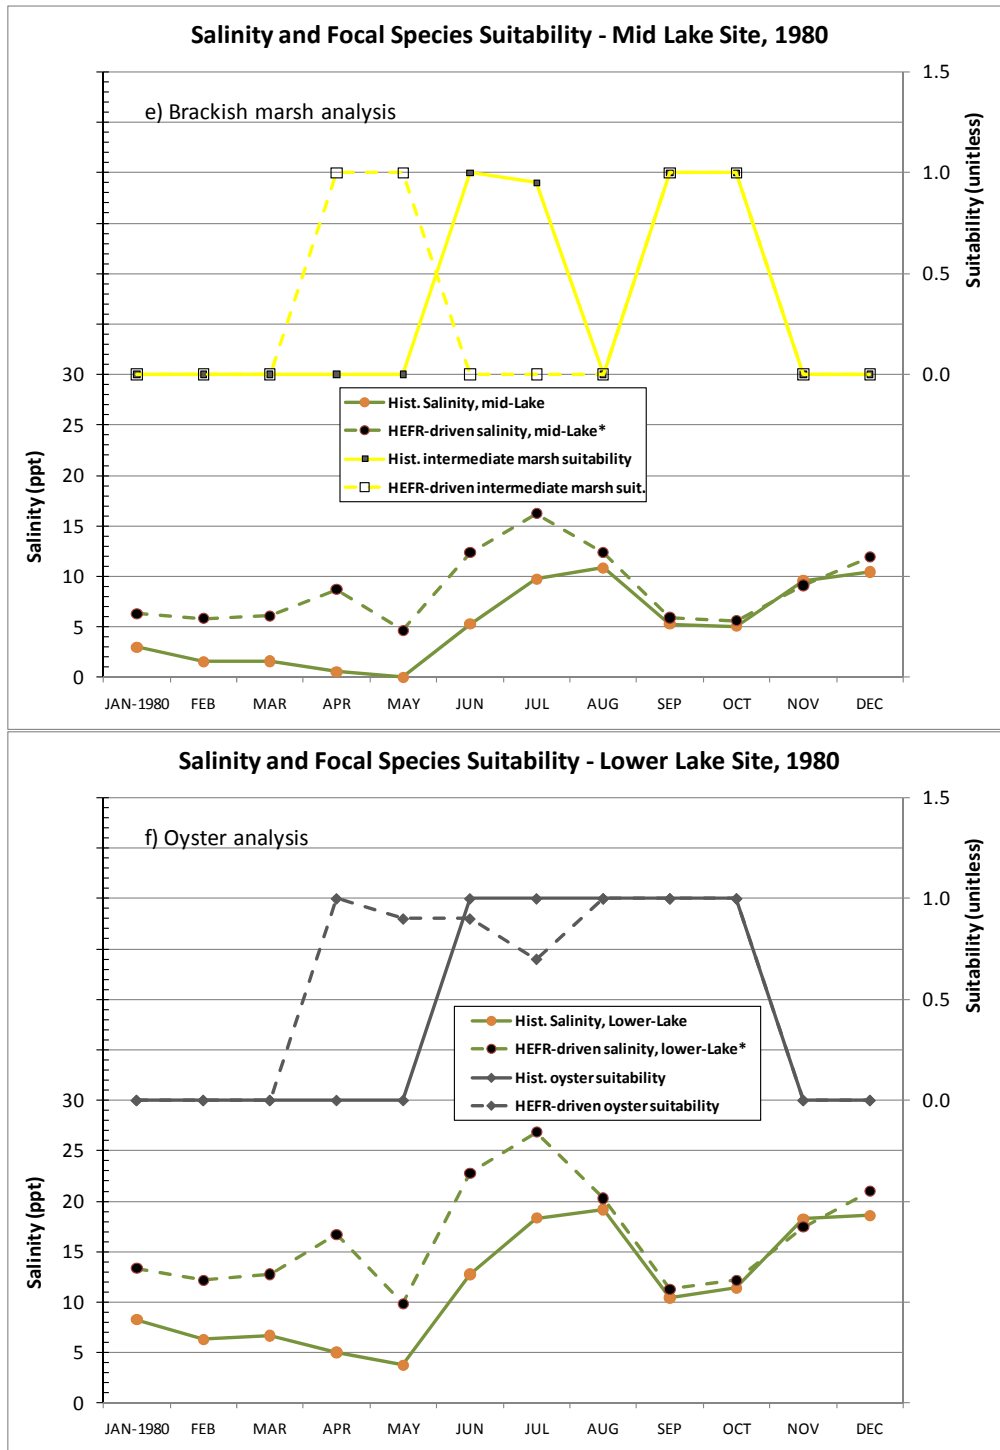 Salinity and Focal Species Suitability - Mid Lake Site, 1980
e) Brackish marsh analysis
1.5
1.0
0.5
0.0
Suitability (unitless)
30
25
20
15
10
5
0
Salinity (ppt)
Hist. Salinity, mid-Lake
HEFR-driven salinity, mid-Lake*
Hist. intermediate marsh suitability
HEFR-driven intermediate marsh suit.
JAN-1980 FEB MAR APR MAY JUN JUL AUG SEP OCT NOV DEC
Salinity and Focal Species Suitability - Lower Lake Site, 1980
f) Oyster analysis
1.5
1.0
0.5
0.0
Suitability (unitless)
30
25
20
15
10
5
0
Salinity (ppt)
Hist. Salinity, Lower-Lake
HEFR-driven salinity, lower-Lake*
Hist. oyster suitability
HEFR-driven oyster suitability
JAN-1980 FEB MAR APR MAY JUN JUL AUG SEP OCT NOV DEC